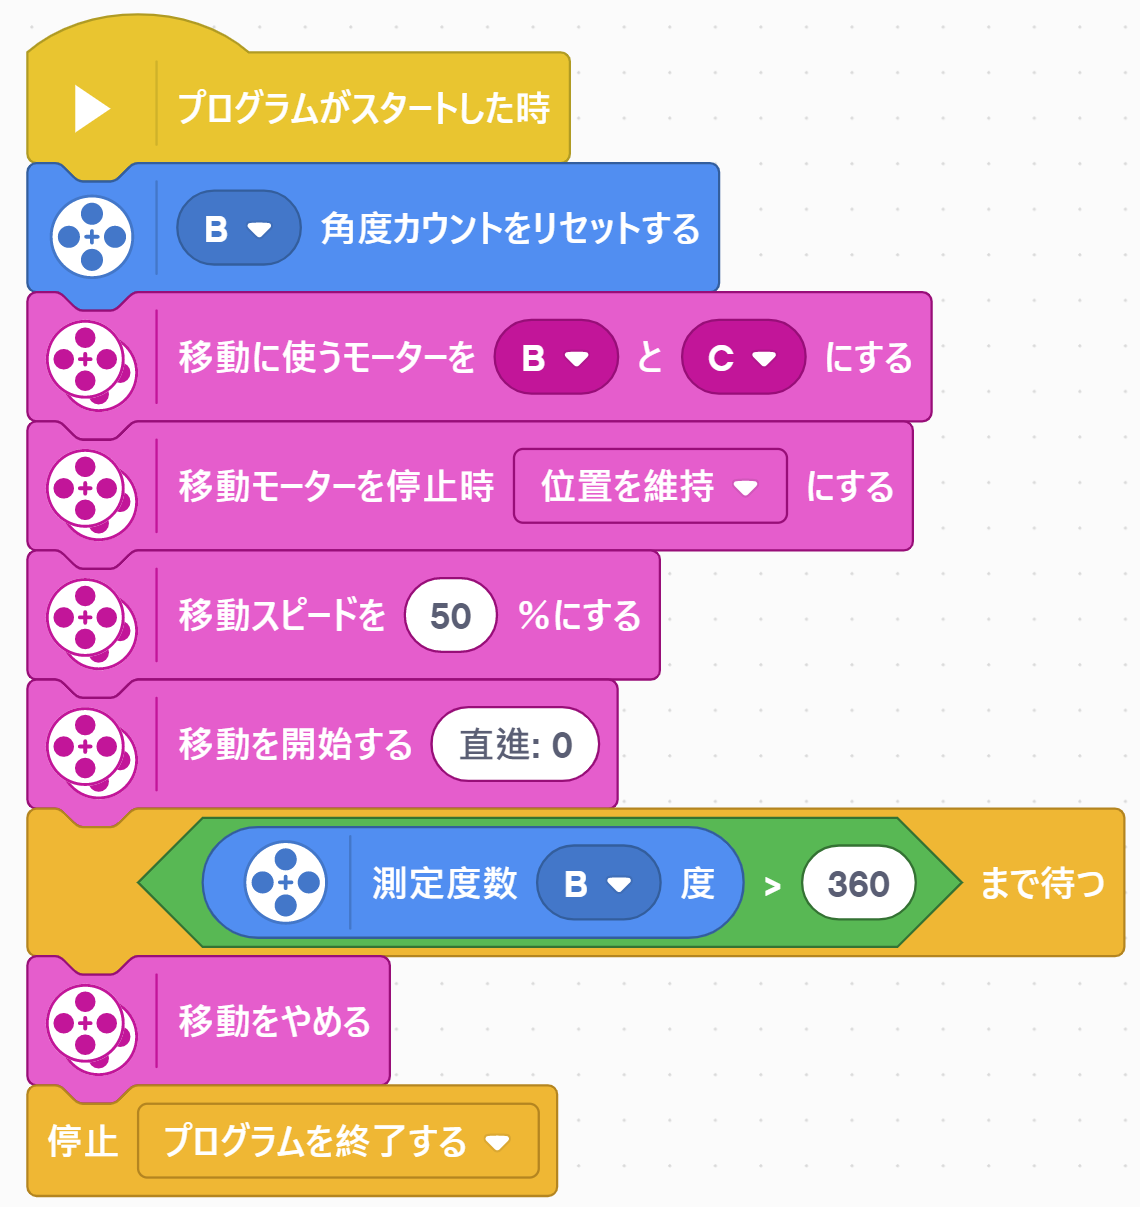 プログラムがスタートした時
B 角度カウントをリセットする
移動に使うモーターを B と C にする
移動モーターを停止時 位置を維持 にする
移動スピードを 50 %にする
移動を開始する 直進: 0
測定度数 B 度 > 360 まで待つ
移動をやめる
停止 プログラムを終了する